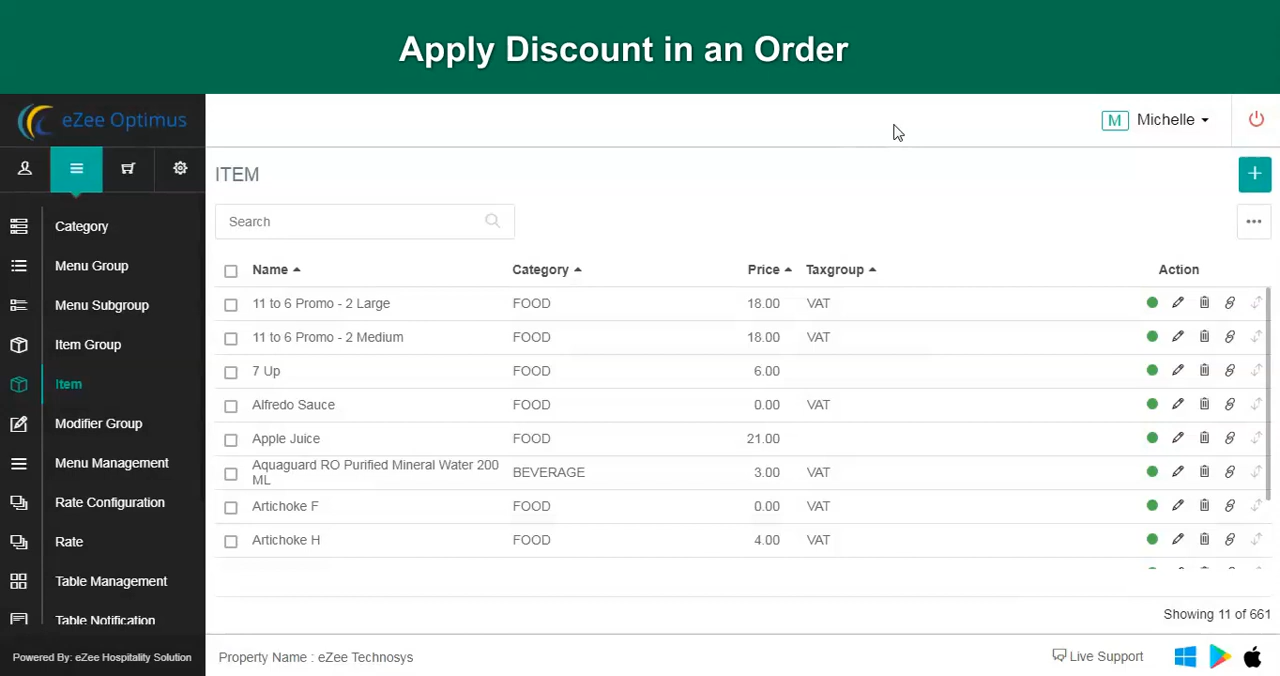 Apply Discount in an Order
eZee Optimus
M Michelle
ITEM
+
Search
...
Name Category Price Taxgroup Action
11 to 6 Promo - 2 Large FOOD 18.00 VAT
11 to 6 Promo - 2 Medium FOOD 18.00 VAT
7 Up FOOD 6.00
Alfredo Sauce FOOD 0.00 VAT
Apple Juice FOOD 21.00
Aquaguard RO Purified Mineral Water 200
ML BEVERAGE 3.00 VAT
Artichoke F FOOD 0.00 VAT
Artichoke H FOOD 4.00 VAT
Showing 11 of 661
Category
Menu Group
Menu Subgroup
Item Group
Item
Modifier Group
Menu Management
Rate Configuration
Rate
Table Management
Table Notification
Powered By: eZee Hospitality Solution
Property Name : eZee Technosys
Live Support